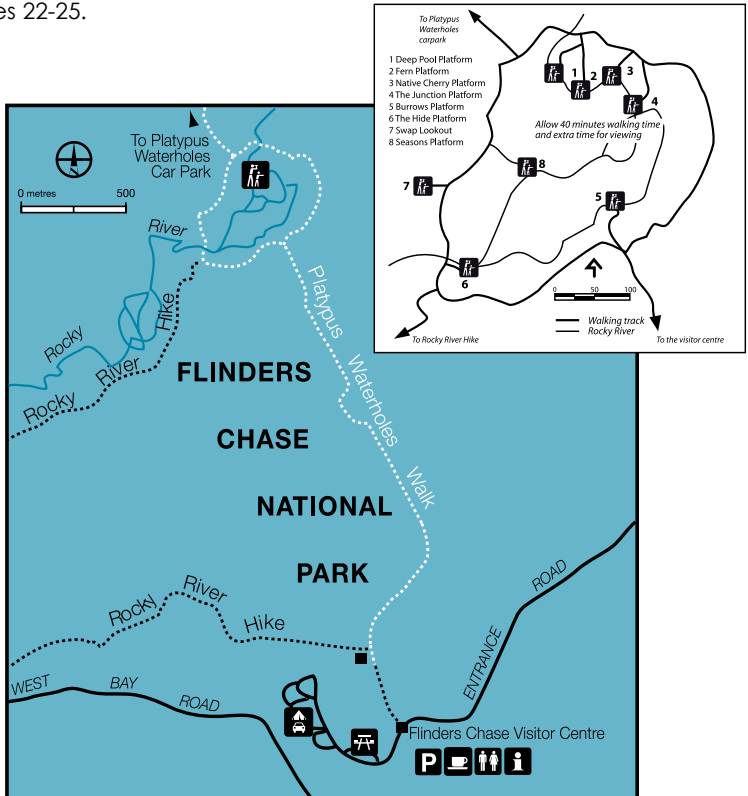 es 22-25.
To Platypus
Waterholes
carpark
1 Deep Pool Platform
2 Fern Platform
3 Native Cherry Platform
4 The Junction Platform
5 Burrows Platform
6 The Hide Platform
7 Swap Lookout
8 Seasons Platform
1
2
3
4
Allow 40 minutes walking time
and extra time for viewing
8
7
5
6
0 50 100
Walking track
Rocky River
To Rocky River Hike
To the visitor centre
To Platypus
Waterholes
Car Park
0 metres 500
River
Rocky
Rocky River Hike
Platypus Waterholes Walk
FLINDERS
CHASE
NATIONAL
PARK
Rocky River Hike
WEST BAY ROAD
ENTRANCE ROAD
Flinders Chase Visitor Centre
P
i